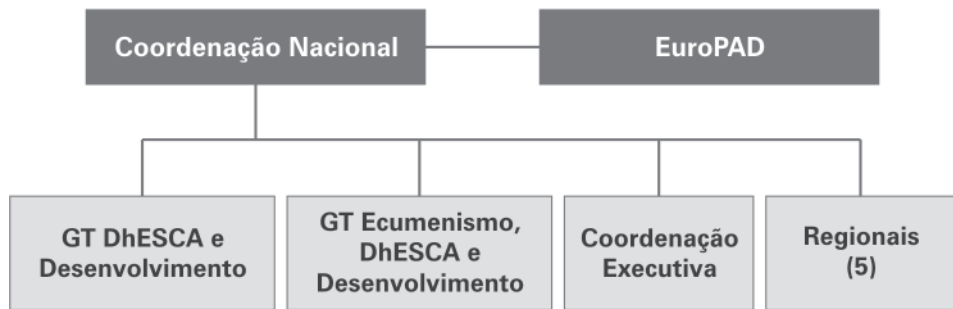 Coordenação Nacional
EuroPAD
GT DhESCA e
Desenvolvimento
GT Ecumenismo,
DhESCA e
Desenvolvimento
Coordenação
Executiva
Regionais
(5)